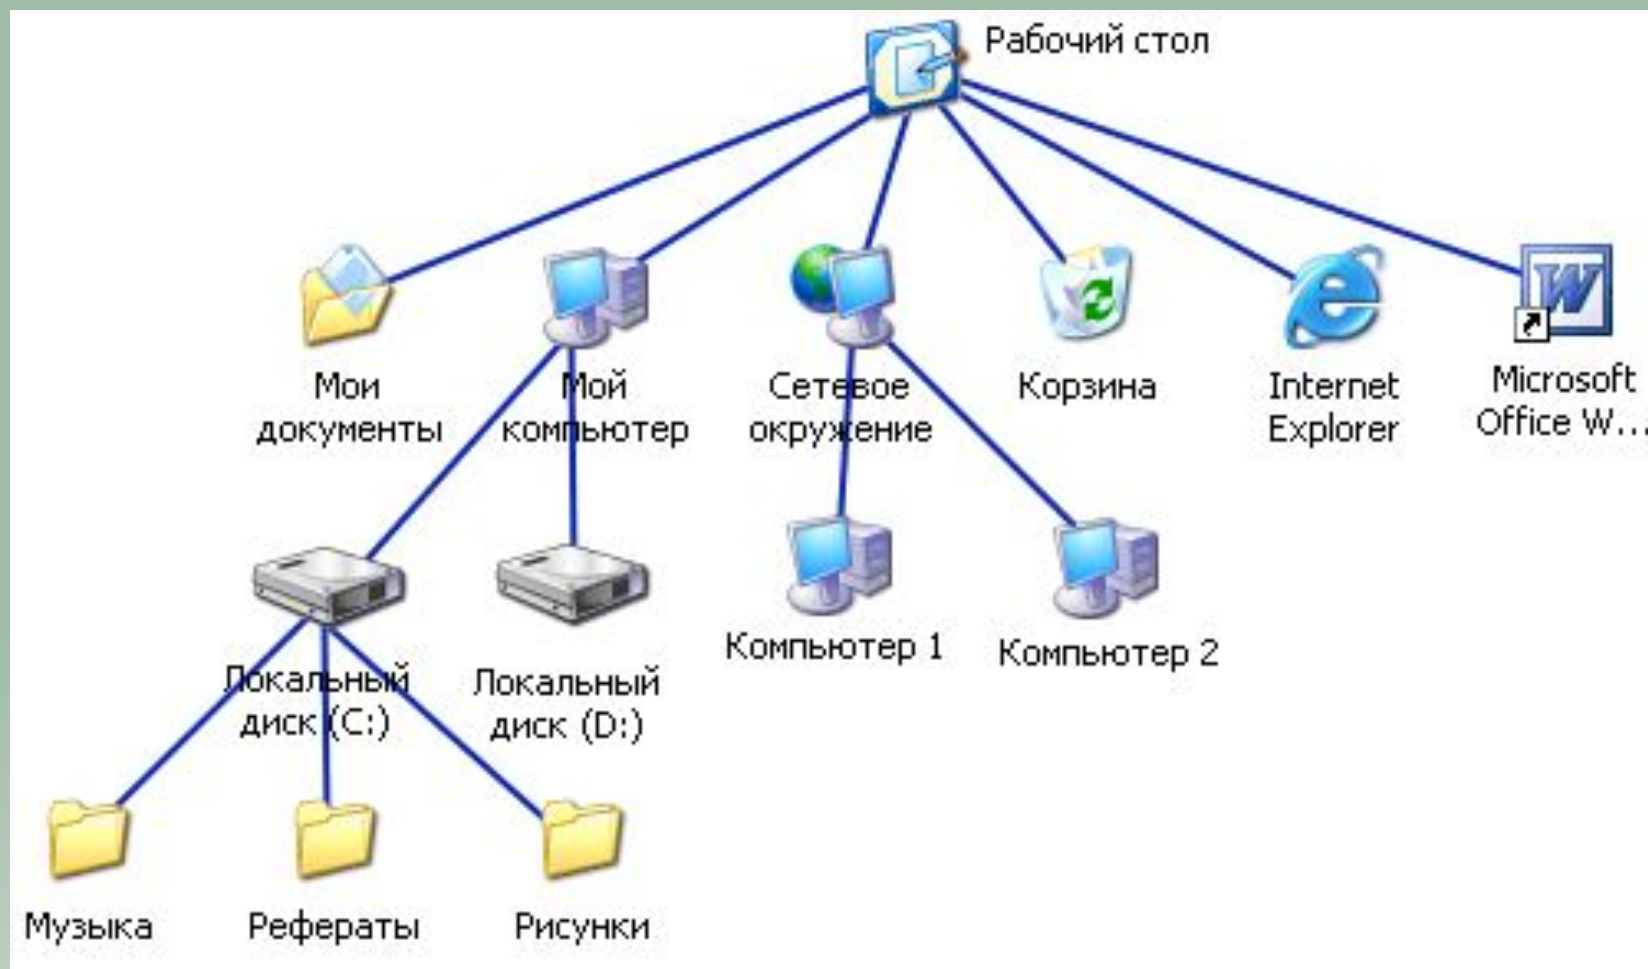 Рабочий стол
Мои
документы
Мой
компьютер
Сетевое
окружение
Корзина
Internet
Explorer
Microsoft
Office W...
Компьютер 1
Компьютер 2
Локальный
диск (C:)
Локальный
диск (D:)
Музыка
Рефераты
Рисунки